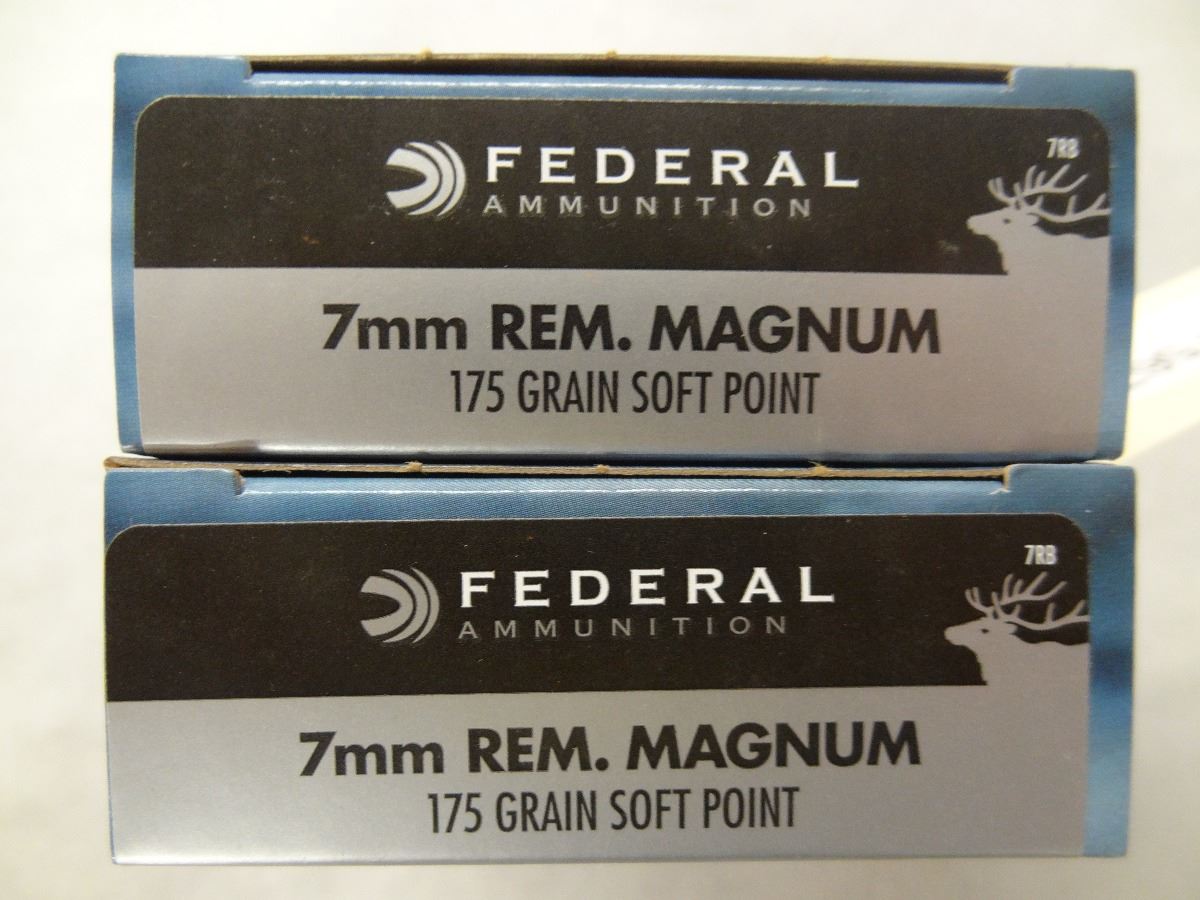 7RB
FEDERAL
AMMUNITION
7mm REM. MAGNUM
175 GRAIN SOFT POINT
7RB
FEDERAL
AMMUNITION
7mm REM. MAGNUM
175 GRAIN SOFT POINT